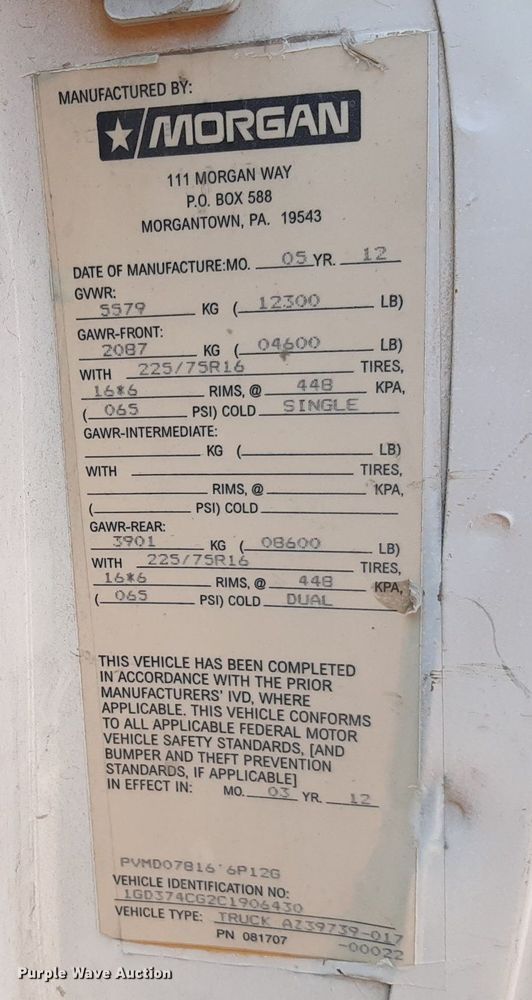 MANUFACTURED BY:
MORGAN
111 MORGAN WAY
P.O. BOX 588
MORGANTOWN, PA. 19543
DATE OF MANUFACTURE:MO. 05 YR. 12
GVWR:
5579 KG ( 12300 LB)
GAWR-FRONT:
2087 KG ( 04600 LB)
WITH 225/75R16 TIRES,
16*6 RIMS, @ 448 KPA,
( 065 PSI) COLD SINGLE
GAWR-INTERMEDIATE:
KG ( LB)
WITH TIRES,
RIMS, @ KPA,
( PSI) COLD
GAWR-REAR:
3901 KG ( 08600 LB)
WITH 225/75R16 TIRES,
16*6 RIMS, @ 448 KPA,
( 065 PSI) COLD DUAL
THIS VEHICLE HAS BEEN COMPLETED
IN ACCORDANCE WITH THE PRIOR
MANUFACTURERS' IVD, WHERE
APPLICABLE. THIS VEHICLE CONFORMS
TO ALL APPLICABLE FEDERAL MOTOR
VEHICLE SAFETY STANDARDS, [AND
BUMPER AND THEFT PREVENTION
STANDARDS, IF APPLICABLE]
IN EFFECT IN: MO. 03 YR. 12
PVMD07816'6P12G
VEHICLE IDENTIFICATION NO:
1GD374CG2C1906430
VEHICLE TYPE: TRUCK AZ39739-017
PN 081707 -00022
Purple Wave Auction